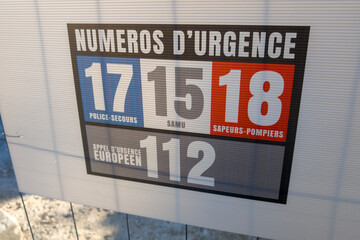 NUMEROS D'URGENCE
17 15 18
POLICE-SECOURS SAMU SAPEURS-POMPIERS
APPEL D'URGENCE
EUROPEEN 112